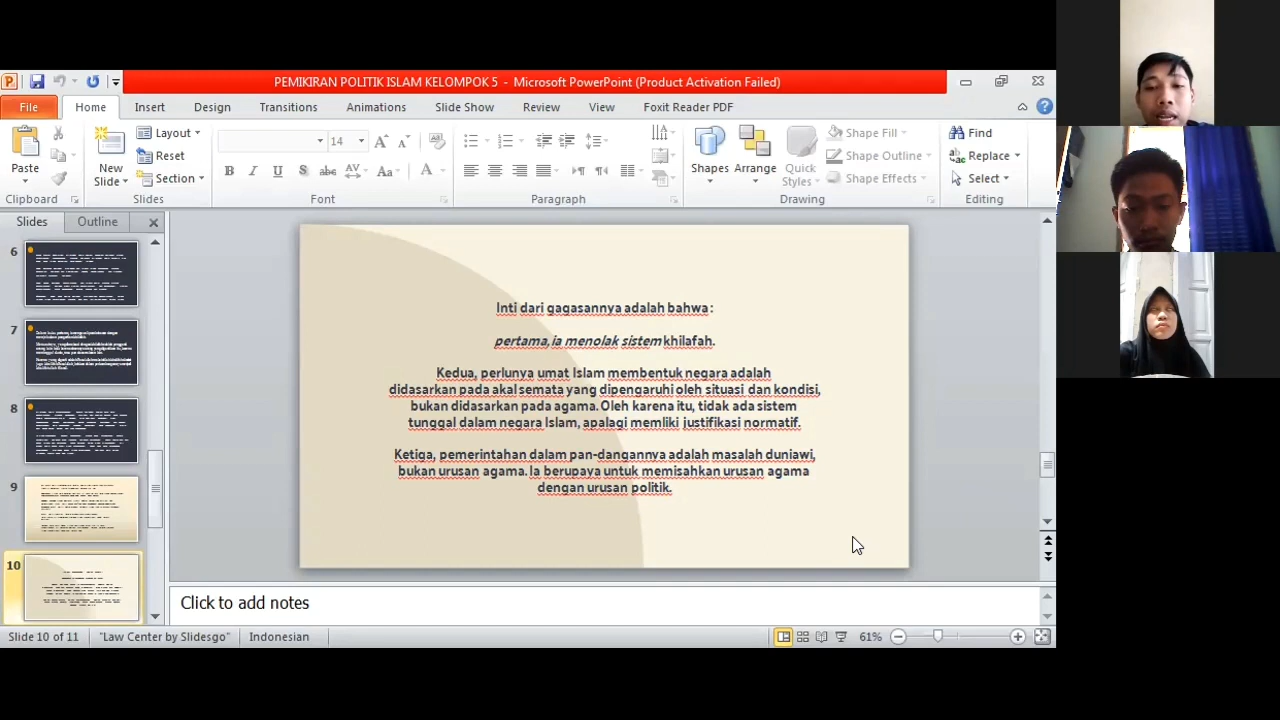 PEMIKIRAN POLITIK ISLAM KELOMPOK 5 - Microsoft PowerPoint (Product Activation Failed)
File Home Insert Design Transitions Animations Slide Show Review View Foxit Reader PDF
Paste
Clipboard
New Slide
Layout
Reset
Section
Slides
14
Font
Paragraph
Shapes
Arrange
Quick Styles
Shape Fill
Shape Outline
Shape Effects
Drawing
Find
Replace
Select
Editing
Slides Outline
6
7
8
9
10
Inti dari gagasannya adalah bahwa :
pertama, ia menolak sistem khilafah.
Kedua, perlunya umat Islam membentuk negara adalah
didasarkan pada akal semata yang dipengaruhi oleh situasi dan kondisi,
bukan didasarkan pada agama. Oleh karena itu, tidak ada sistem
tunggal dalam negara Islam, apalagi memliki justifikasi normatif.
Ketiga, pemerintahan dalam pan-dangannya adalah masalah duniawi,
bukan urusan agama. Ia berupaya untuk memisahkan urusan agama
dengan urusan politik.
Click to add notes
Slide 10 of 11 "Law Center by Slidesgo" Indonesian 61%